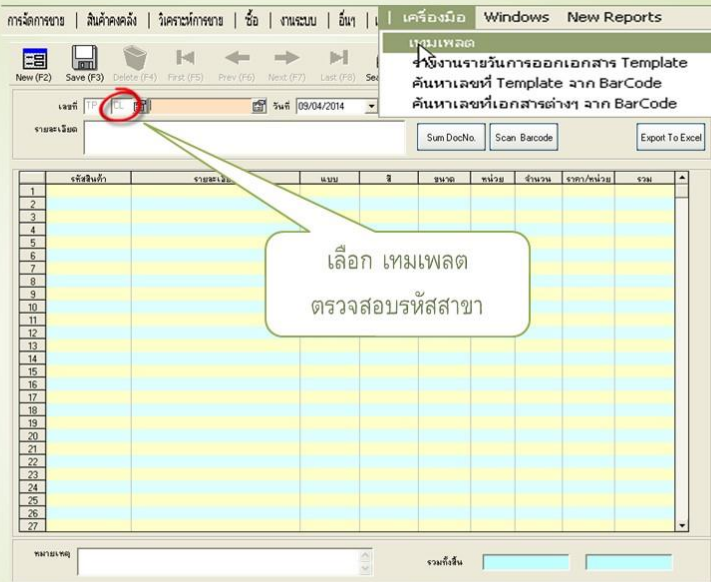 การจัดการขาย | สินค้าคงคลัง | วิเคราะห์การขาย | ซื้อ | งานระบบ | อื่นๆ | เครื่องมือ Windows New Reports
เทมเพลต
รายงานรายวันการออกเอกสาร Template
ค้นหาเลขที่ Template จาก BarCode
ค้นหาเลขที่เอกสารต่างๆ จาก BarCode
New (F2) Save (F3) Delete (F4) First (F5) Prev (F6) Next (F7) Last (F8)
เลขที่ TP CL วันที่ 09/04/2014
รายละเอียด Sum DocNo. Scan Barcode Export To Excel
รหัสสินค้า รายละเอียด แบบ สี ขนาด หน่วย จำนวน ราคา/หน่วย รวม
1
2
3
4
5
6
7
8
9
10
11
12
13
14
15
16
17
18
19
20
21
22
23
24
25
26
27
เลือก เทมเพลต
ตรวจสอบรหัสสาขา
หมายเหตุ รวมทั้งสิ้น